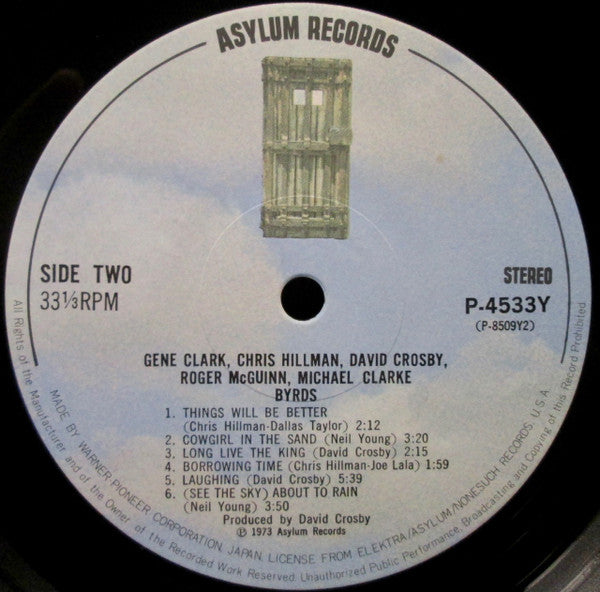 ASYLUM RECORDS
SIDE TWO
33⅓RPM
STEREO
P-4533Y
(P-8509Y2)
GENE CLARK, CHRIS HILLMAN, DAVID CROSBY,
ROGER McGUINN, MICHAEL CLARKE
BYRDS
1. THINGS WILL BE BETTER
(Chris Hillman-Dallas Taylor) 2:12
2. COWGIRL IN THE SAND (Neil Young) 3:20
3. LONG LIVE THE KING (David Crosby) 2:15
4. BORROWING TIME (Chris Hillman-Joe Lala) 1:59
5. LAUGHING (David Crosby) 5:39
6. (SEE THE SKY) ABOUT TO RAIN
(Neil Young) 3:50
Produced by David Crosby
℗ 1973 Asylum Records
MADE BY WARNER-PIONEER CORPORATION, JAPAN, LICENSE FROM ELEKTRA/ASYLUM/NONESUCH RECORDS, U.S.A.
All Rights of the Manufacturer and of the Owner of the Recorded Work Reserved. Unauthorized Public Performance, Broadcasting and Copying of this Record Prohibited.